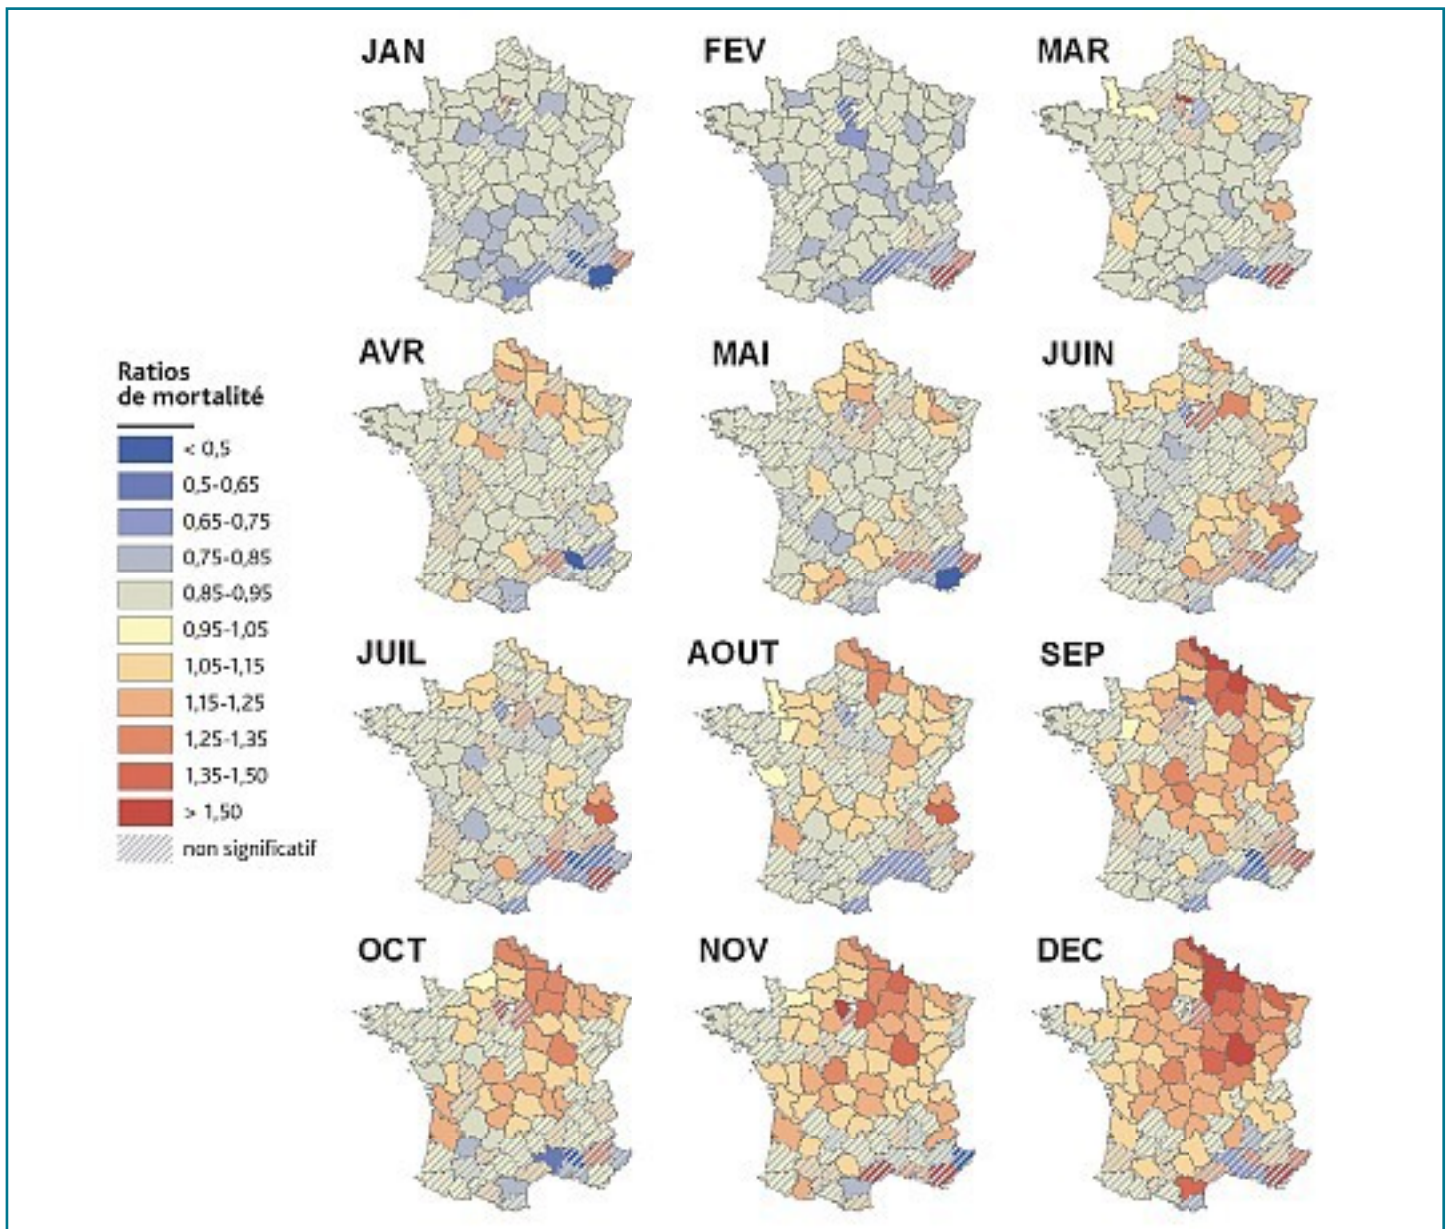 JAN
FEV
MAR
AVR
MAI
JUIN
Ratios
de mortalité
< 0,5
0,5-0,65
0,65-0,75
0,75-0,85
0,85-0,95
0,95-1,05
1,05-1,15
1,15-1,25
1,25-1,35
1,35-1,50
> 1,50
non significatif
JUIL
AOUT
SEP
OCT
NOV
DEC